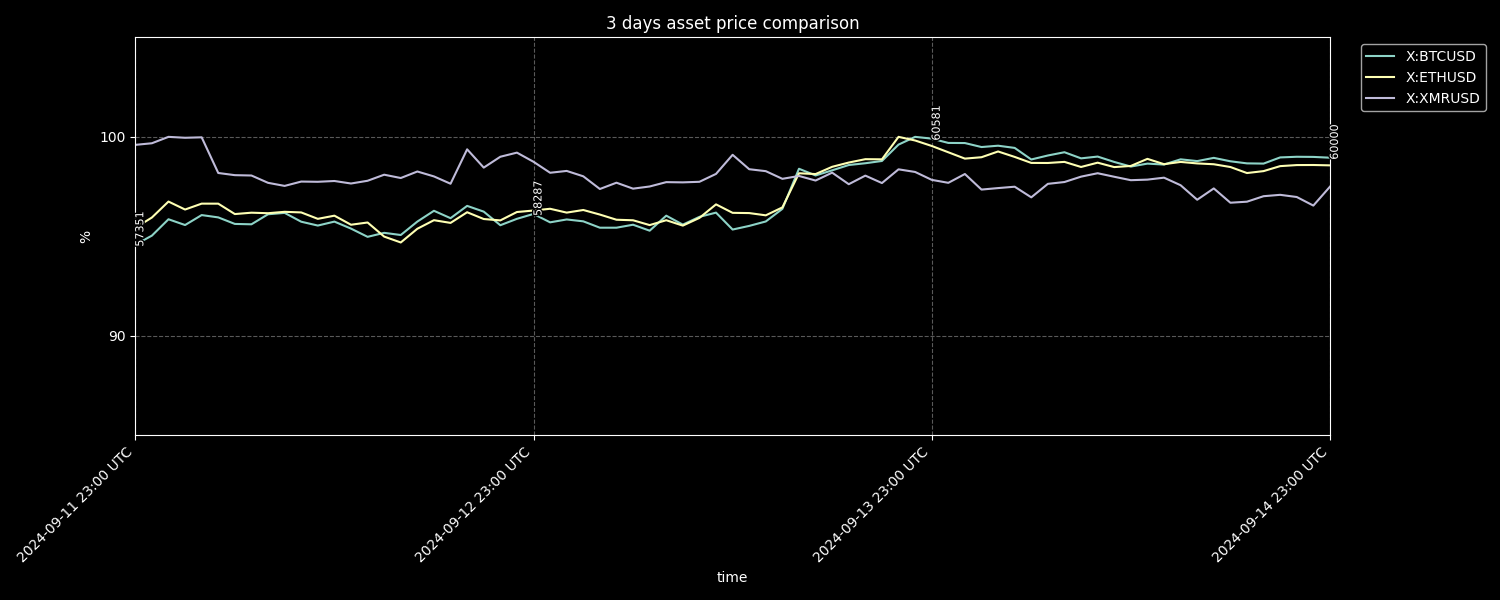 3 days asset price comparison
X:BTCUSD
X:ETHUSD
X:XMRUSD
100
90
%
57351
58287
60581
60000
2024-09-11 23:00 UTC
2024-09-12 23:00 UTC
2024-09-13 23:00 UTC
2024-09-14 23:00 UTC
time